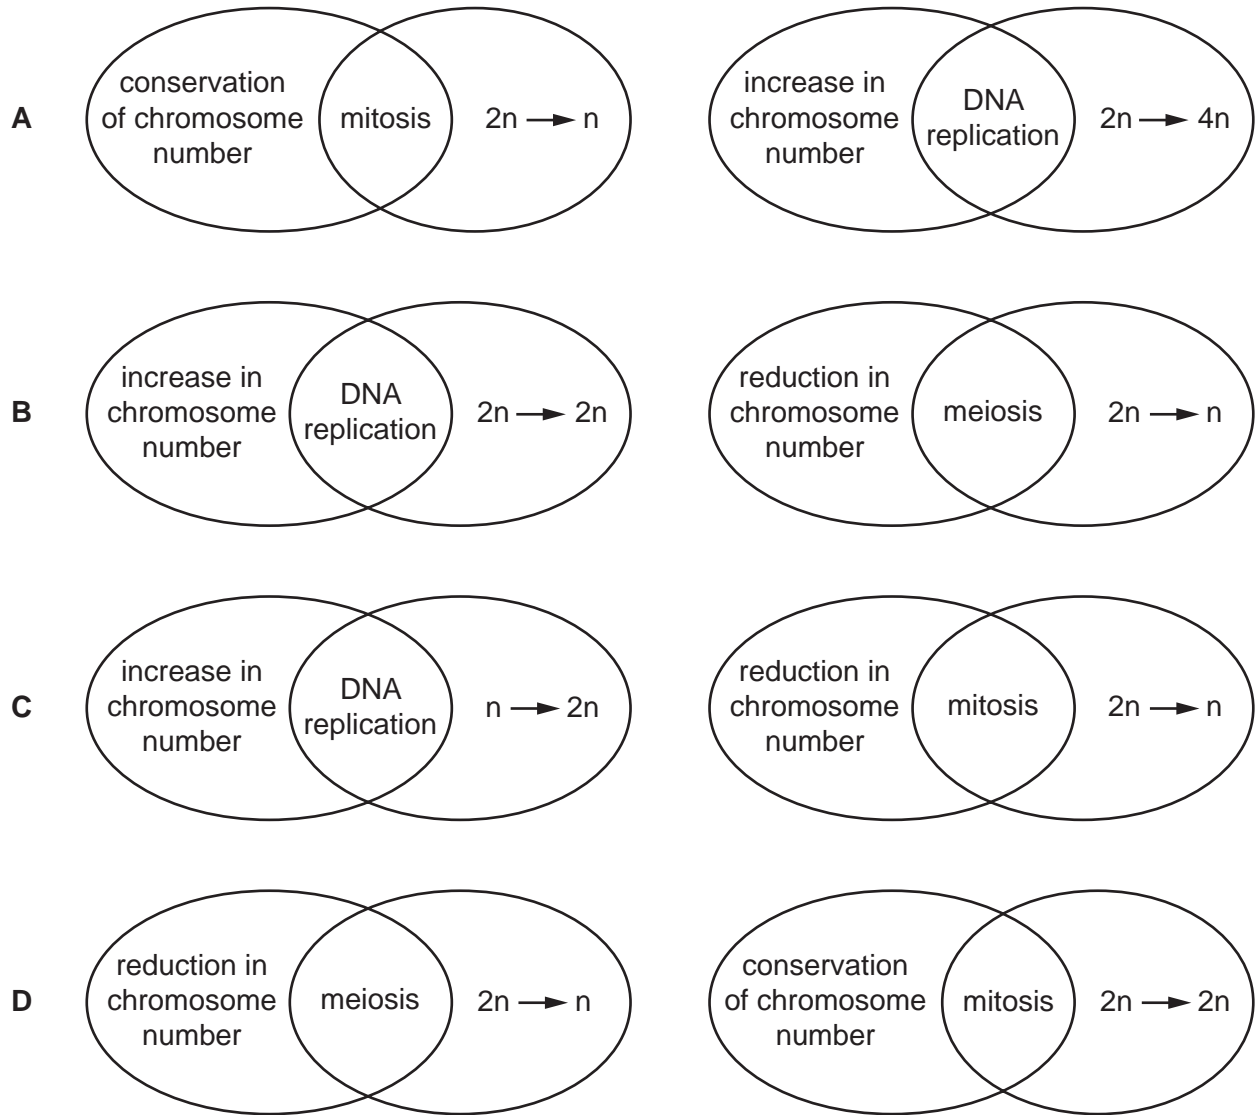 A
conservation
of chromosome
number
mitosis
2n → n
increase in
chromosome
number
DNA
replication
2n → 4n
B
increase in
chromosome
number
DNA
replication
2n → 2n
reduction in
chromosome
number
meiosis
2n → n
C
increase in
chromosome
number
DNA
replication
n → 2n
reduction in
chromosome
number
mitosis
2n → n
D
reduction in
chromosome
number
meiosis
2n → n
conservation
of chromosome
number
mitosis
2n → 2n